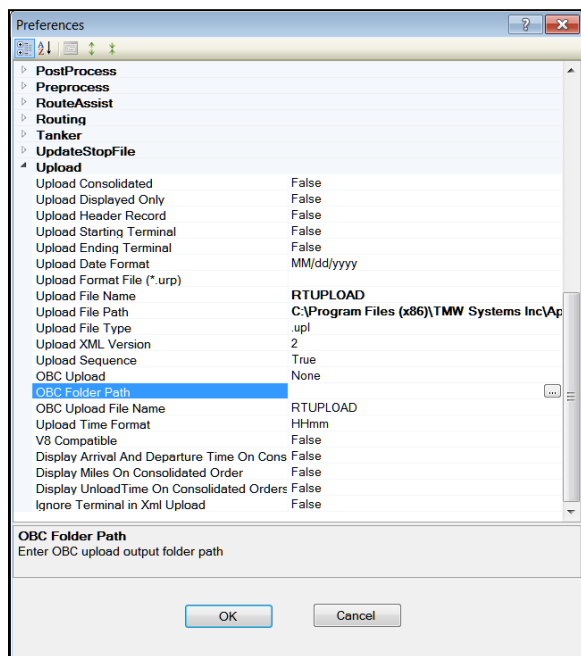 Preferences
PostProcess
Preprocess
RouteAssist
Routing
Tanker
UpdateStopFile
Upload
Upload Consolidated False
Upload Displayed Only False
Upload Header Record False
Upload Starting Terminal False
Upload Ending Terminal False
Upload Date Format MM/dd/yyyy
Upload Format File (*.urp)
Upload File Name RTUPLOAD
Upload File Path C:\Program Files (x86)\TMW Systems Inc\Ap
Upload File Type .upl
Upload XML Version 2
Upload Sequence True
OBC Upload None
OBC Folder Path ...
OBC Upload File Name RTUPLOAD
Upload Time Format HHmm
V8 Compatible False
Display Arrival And Departure Time On Cons False
Display Miles On Consolidated Order False
Display UnloadTime On Consolidated Orders False
Ignore Terminal in Xml Upload False
OBC Folder Path
Enter OBC upload output folder path
OK Cancel